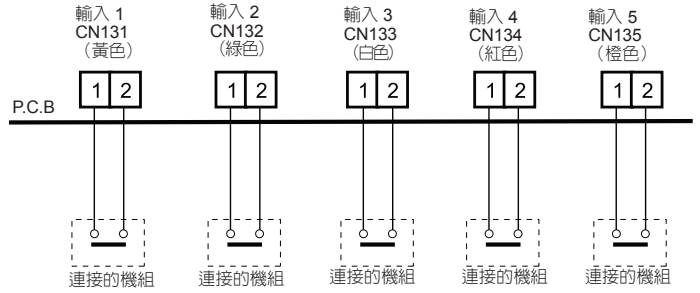 輸入 1
CN131
（黃色）
輸入 2
CN132
（綠色）
輸入 3
CN133
（白色）
輸入 4
CN134
（紅色）
輸入 5
CN135
（橙色）
1 2
1 2
1 2
1 2
1 2
P.C.B
連接的機組
連接的機組
連接的機組
連接的機組
連接的機組